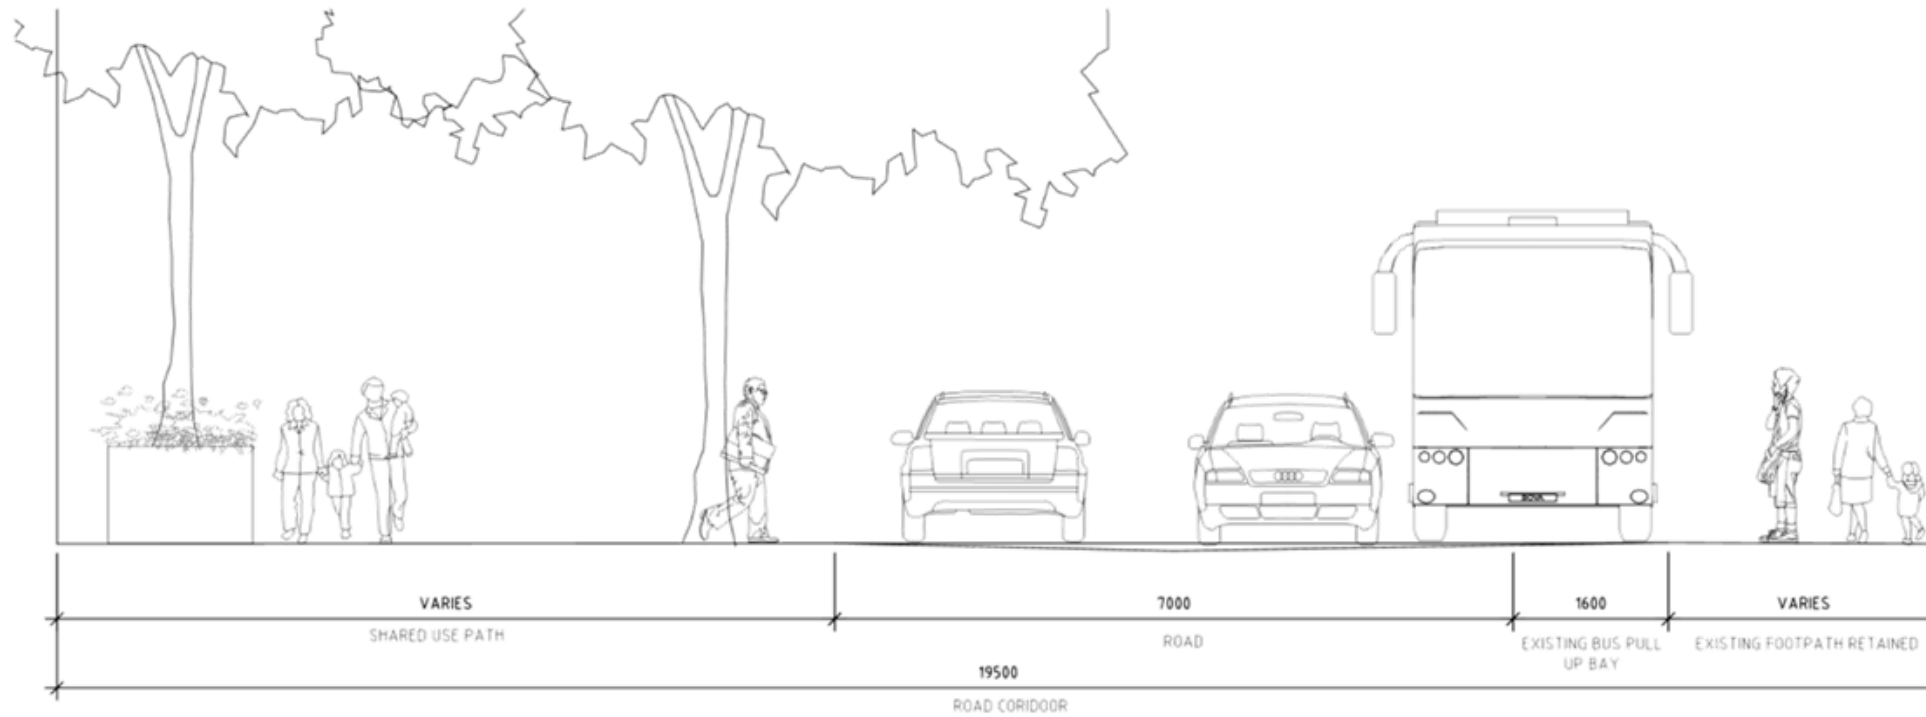 BOVA
VARIES
7000
1600
VARIES
SHARED USE PATH
ROAD
EXISTING BUS PULL
UP BAY
EXISTING FOOTPATH RETAINED
19500
ROAD CORIDOOR